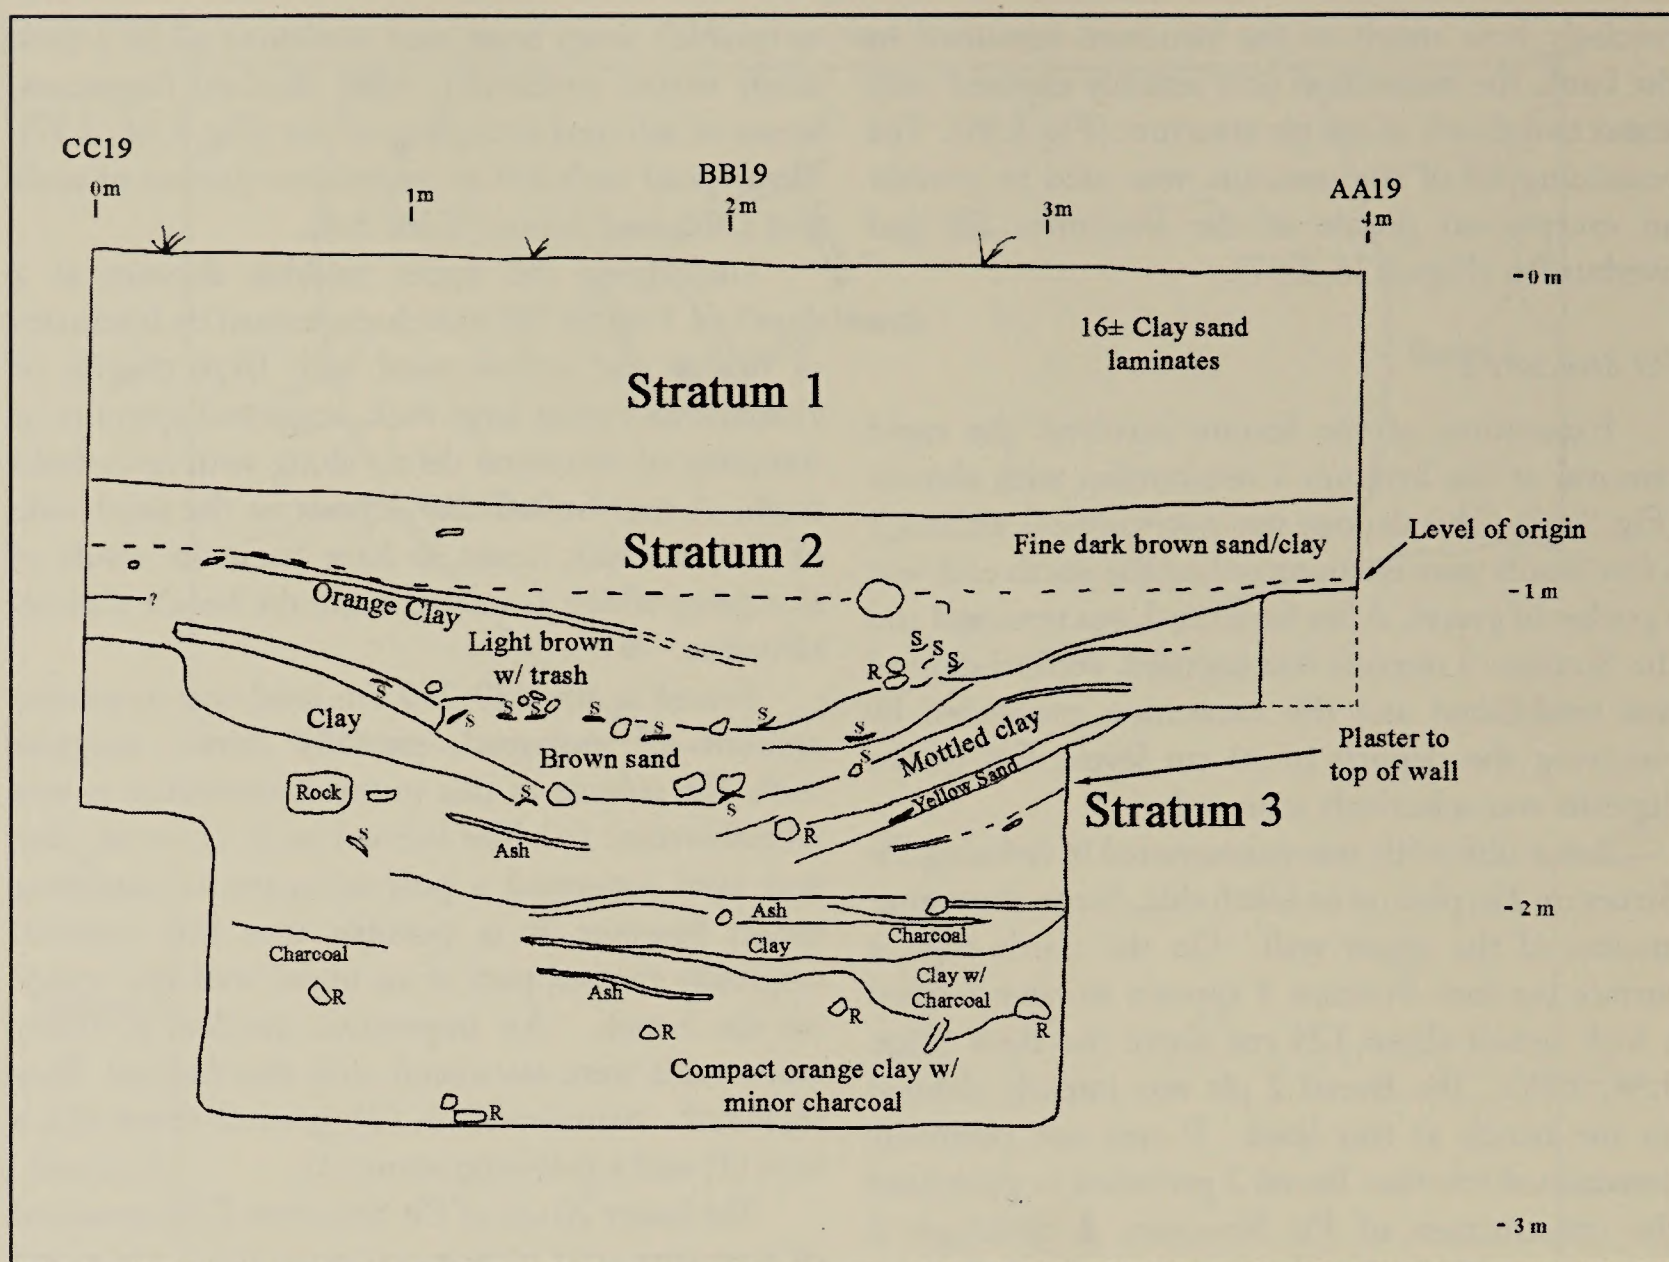 CC19
BB19
AA19
0m
1m
2m
3m
4m
- 0 m
16± Clay sand
laminates
Stratum 1
Stratum 2
Fine dark brown sand/clay
Level of origin
- 1 m
?
Orange Clay
Light brown
w/ trash
S
S
S
R
S
S
S
S
S
S
S
S
Clay
Brown sand
Mottled clay
Plaster to
top of wall
Rock
S
S
Yellow Sand
Stratum 3
R
S
Ash
Ash
Charcoal
- 2 m
Charcoal
Clay
Clay w/
Charcoal
Ash
R
R
R
R
Compact orange clay w/
minor charcoal
R
- 3 m